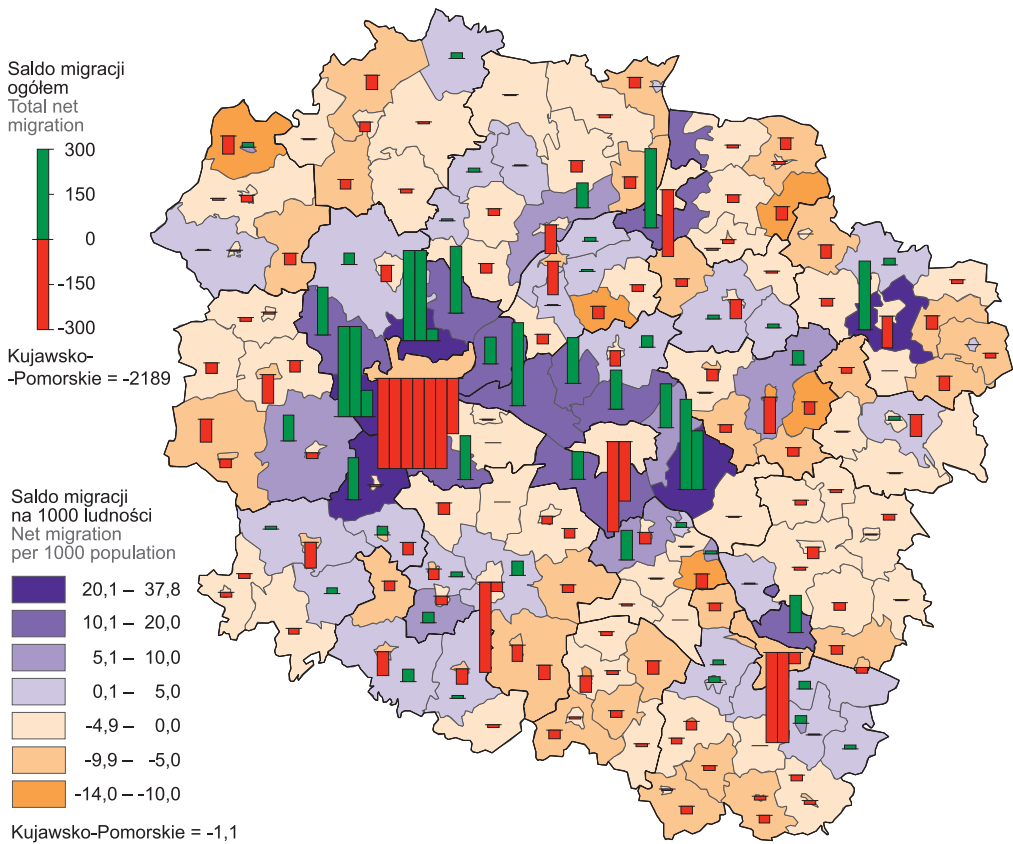 Saldo migracji
ogółem
Total net
migration
300
150
0
-150
-300
Kujawsko-
-Pomorskie = -2189
Saldo migracji
na 1000 ludności
Net migration
per 1000 population
20,1 – 37,8
10,1 – 20,0
5,1 – 10,0
0,1 – 5,0
-4,9 – 0,0
-9,9 – -5,0
-14,0 – -10,0
Kujawsko-Pomorskie = -1,1